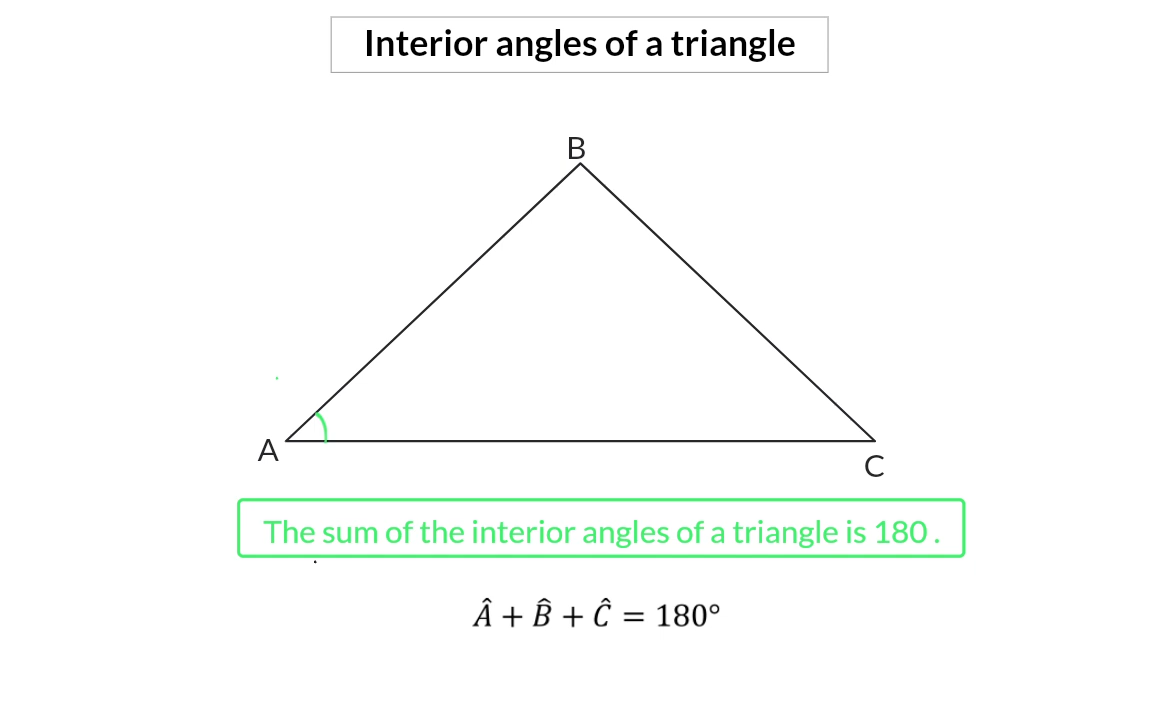 Interior angles of a triangle
B
A
C
The sum of the interior angles of a triangle is 180 .
Â + B̂ + Ĉ = 180°